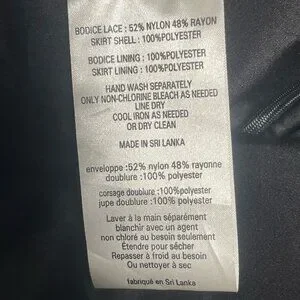 BODICE LACE : 52% NYLON 48% RAYON
SKIRT SHELL : 100%POLYESTER
BODICE LINING : 100%POLYESTER
SKIRT LINING : 100%POLYESTER
HAND WASH SEPARATELY
ONLY NON-CHLORINE BLEACH AS NEEDED
LINE DRY
COOL IRON AS NEEDED
OR DRY CLEAN
MADE IN SRI LANKA
enveloppe :52% nylon 48% rayonne
doublure :100% polyester
corsage doublure :100%polyester
jupe doublure :100%polyester
Laver à la main séparément
blanchir avec un agent
non chloré au besoin seulement
Étendre pour sécher
Repasser à froid au besoin
Ou nettoyer à sec
fabriqué en Sri Lanka